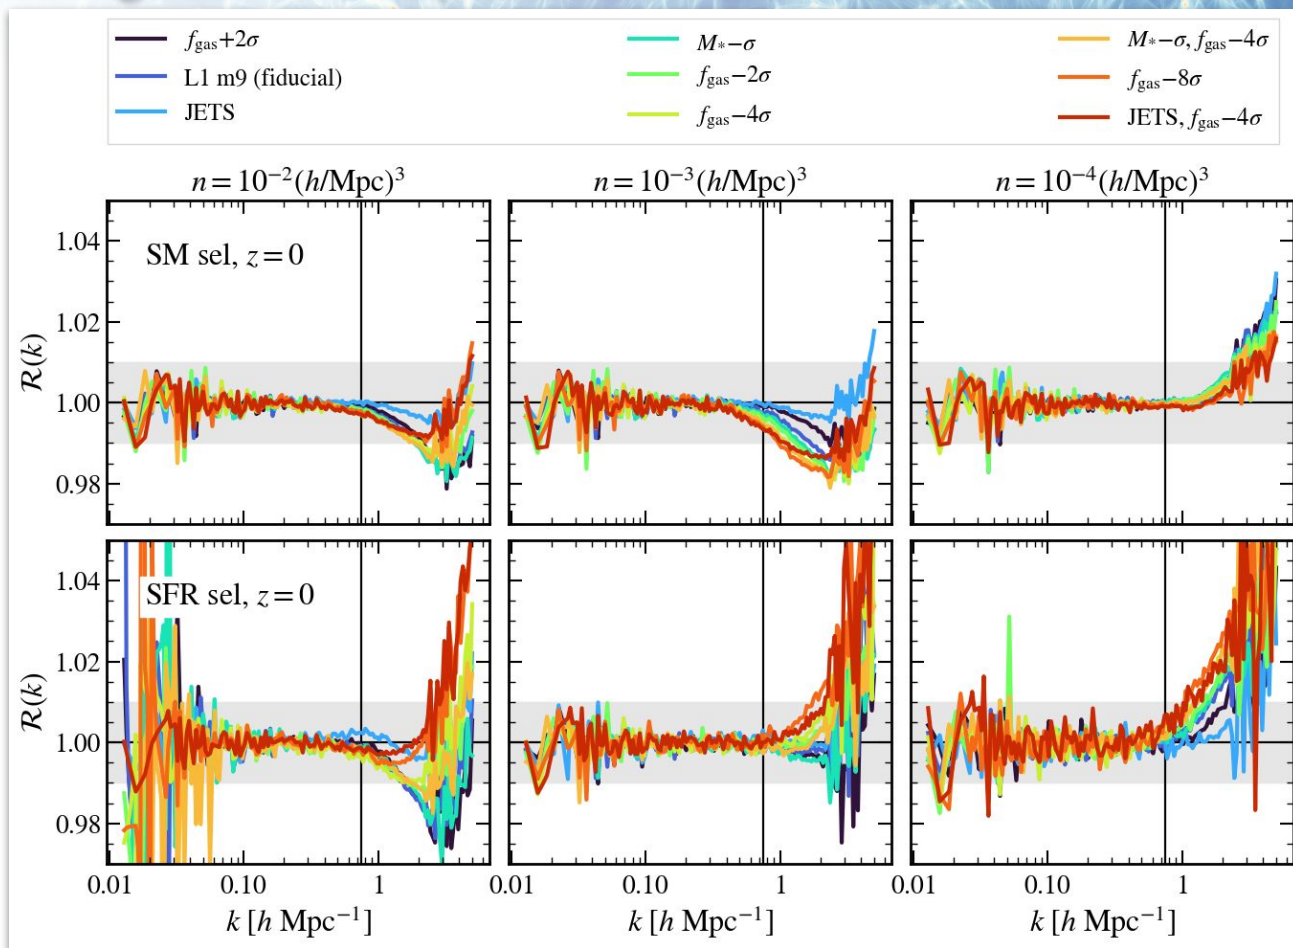 f_gas+2σ
L1 m9 (fiducial)
JETS
M*−σ
f_gas−2σ
f_gas−4σ
M*−σ, f_gas−4σ
f_gas−8σ
JETS, f_gas−4σ
n = 10⁻²(h/Mpc)³
n = 10⁻³(h/Mpc)³
n = 10⁻⁴(h/Mpc)³
SM sel, z = 0
1.04
1.02
1.00
0.98
R(k)
SFR sel, z = 0
1.04
1.02
1.00
0.98
R(k)
0.01 0.10 1 0.01 0.10 1 0.01 0.10 1
k [h Mpc⁻¹] k [h Mpc⁻¹] k [h Mpc⁻¹]